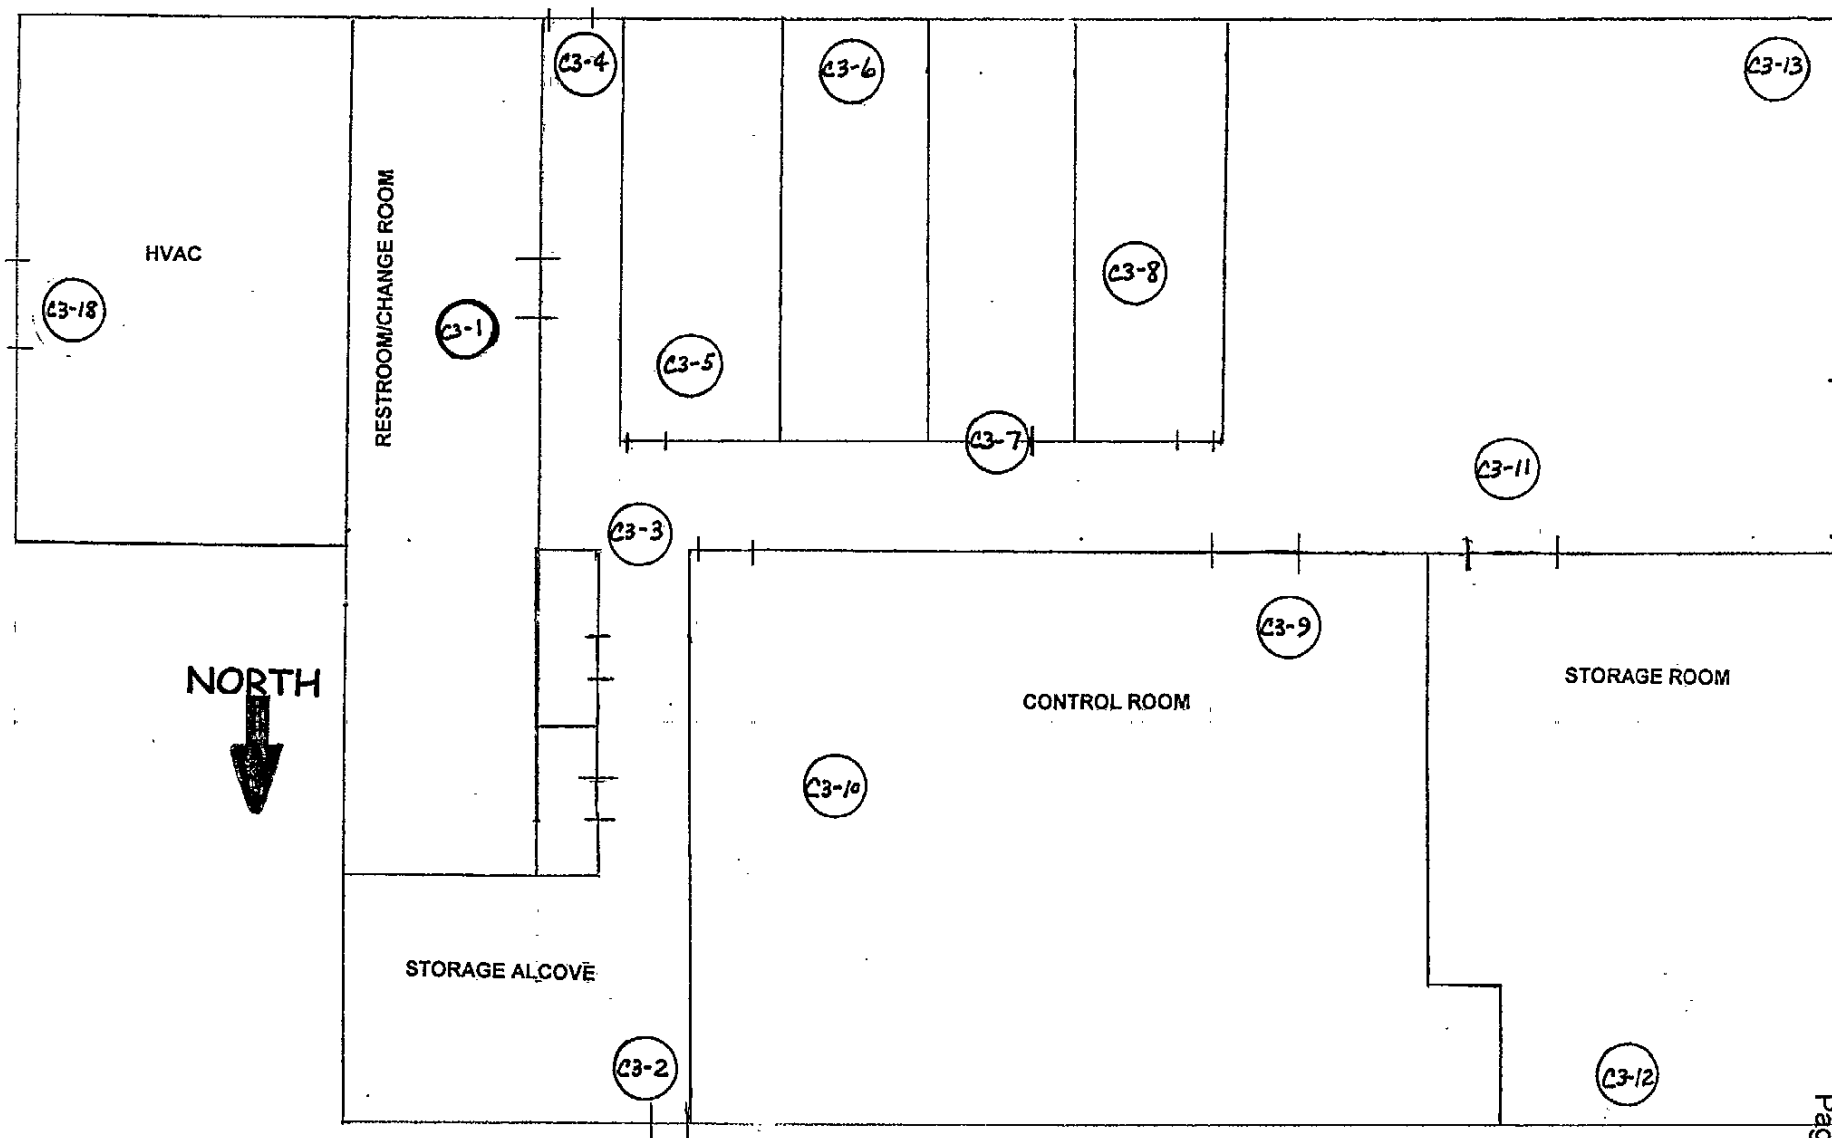 C3-4
C3-6
C3-13
HVAC
RESTROOM/CHANGE ROOM
C3-8
C3-18
C3-1
C3-5
C3-7
C3-11
C3-3
C3-9
NORTH
STORAGE ROOM
CONTROL ROOM
C3-10
STORAGE ALCOVE
C3-2
C3-12
Pag